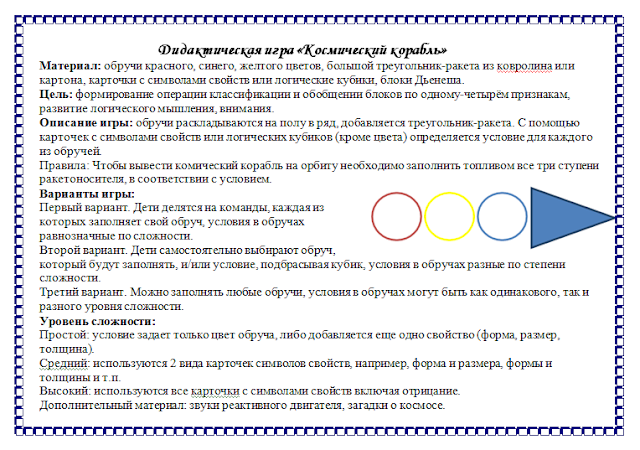 Дидактическая игра «Космический корабль»
Материал: обручи красного, синего, желтого цветов, большой треугольник-ракета из ковролина или
картона, карточки с символами свойств или логические кубики, блоки Дьенеша.
Цель: формирование операции классификации и обобщении блоков по одному-четырём признакам,
развитие логического мышления, внимания.
Описание игры: обручи раскладываются на полу в ряд, добавляется треугольник-ракета. С помощью
карточек с символами свойств или логических кубиков (кроме цвета) определяется условие для каждого
из обручей.
Правила: Чтобы вывести комический корабль на орбиту необходимо заполнить топливом все три ступени
ракетоносителя, в соответствии с условием.
Варианты игры:
Первый вариант. Дети делятся на команды, каждая из
которых заполняет свой обруч, условия в обручах
равнозначные по сложности.
Второй вариант. Дети самостоятельно выбирают обруч,
который будут заполнять, и/или условие, подбрасывая кубик, условия в обручах разные по степени
сложности.
Третий вариант. Можно заполнять любые обручи, условия в обручах могут быть как одинакового, так и
разного уровня сложности.
Уровень сложности:
Простой: условие задает только цвет обруча, либо добавляется еще одно свойство (форма, размер,
толщина).
Средний: используются 2 вида карточек символов свойств, например, форма и размера, формы и
толщины и т.п.
Высокий: используются все карточки с символами свойств включая отрицание.
Дополнительный материал: звуки реактивного двигателя, загадки о космосе.